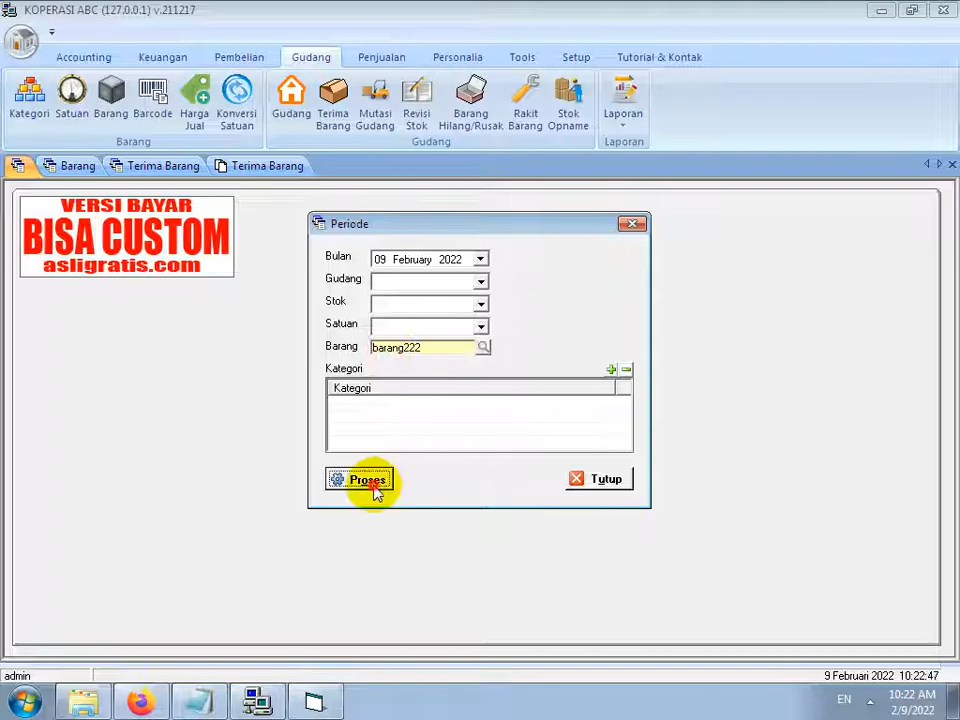 KOPERASI ABC (127.0.0.1) v.211217
Accounting Keuangan Pembelian Gudang Penjualan Personalia Tools Setup Tutorial & Kontak
Kategori Satuan Barang Barcode Harga Jual Konversi Satuan Gudang Terima Barang Mutasi Gudang Revisi Stok Barang Hilang/Rusak Rakit Barang Stok Opname Laporan
Barang Gudang Laporan
Barang Terima Barang Terima Barang
VERSI BAYAR
BISA CUSTOM
asligratis.com
Periode
Bulan 09 February 2022
Gudang
Stok
Satuan
Barang barang222
Kategori
Kategori
Proses Tutup
admin 9 Februari 2022 10:22:47
EN 10:22 AM
2/9/2022